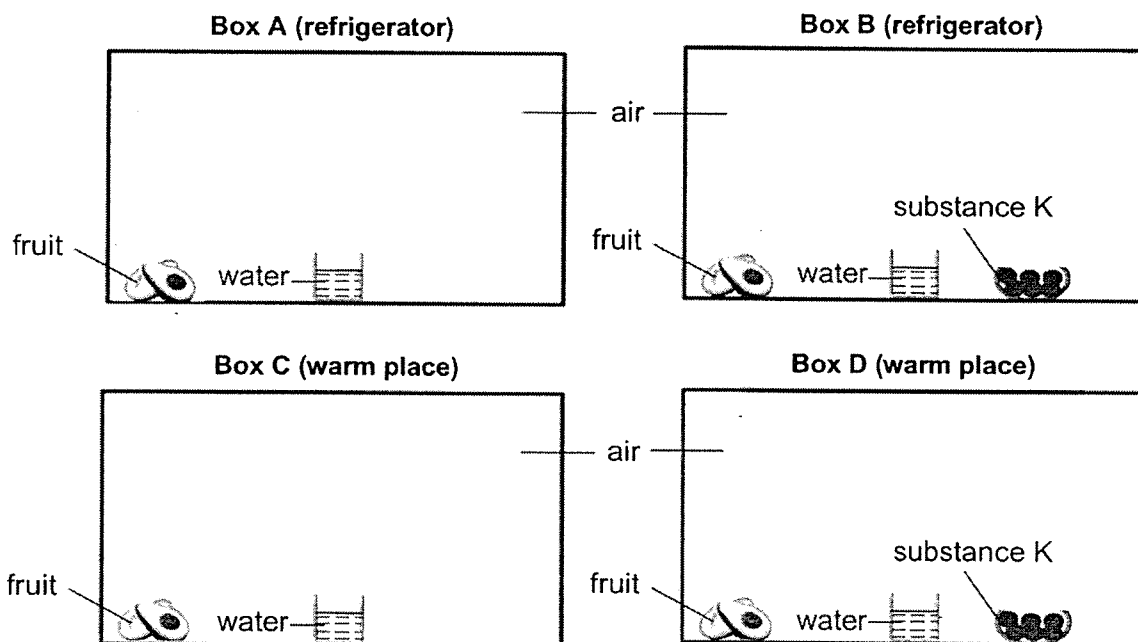 Box A (refrigerator)
Box B (refrigerator)
air
fruit
water
substance K
fruit
water
Box C (warm place)
Box D (warm place)
air
fruit
water
substance K
fruit
water